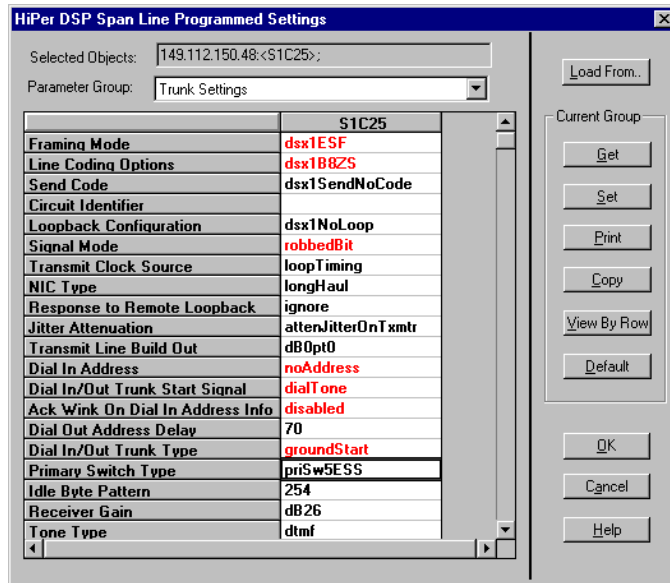 HiPer DSP Span Line Programmed Settings
Selected Objects: 149.112.150.48:<S1C25>;
Parameter Group: Trunk Settings
S1C25
Framing Mode dsx1ESF
Line Coding Options dsx1B8ZS
Send Code dsx1SendNoCode
Circuit Identifier
Loopback Configuration dsx1NoLoop
Signal Mode robbedBit
Transmit Clock Source loopTiming
NIC Type longHaul
Response to Remote Loopback ignore
Jitter Attenuation attenJitterOnTxmtr
Transmit Line Build Out dB0pt0
Dial In Address noAddress
Dial In/Out Trunk Start Signal dialTone
Ack Wink On Dial In Address Info disabled
Dial Out Address Delay 70
Dial In/Out Trunk Type groundStart
Primary Switch Type priSw5ESS
Idle Byte Pattern 254
Receiver Gain dB26
Tone Type dtmf
Load From..
Current Group
Get
Set
Print
Copy
View By Row
Default
OK
Cancel
Help